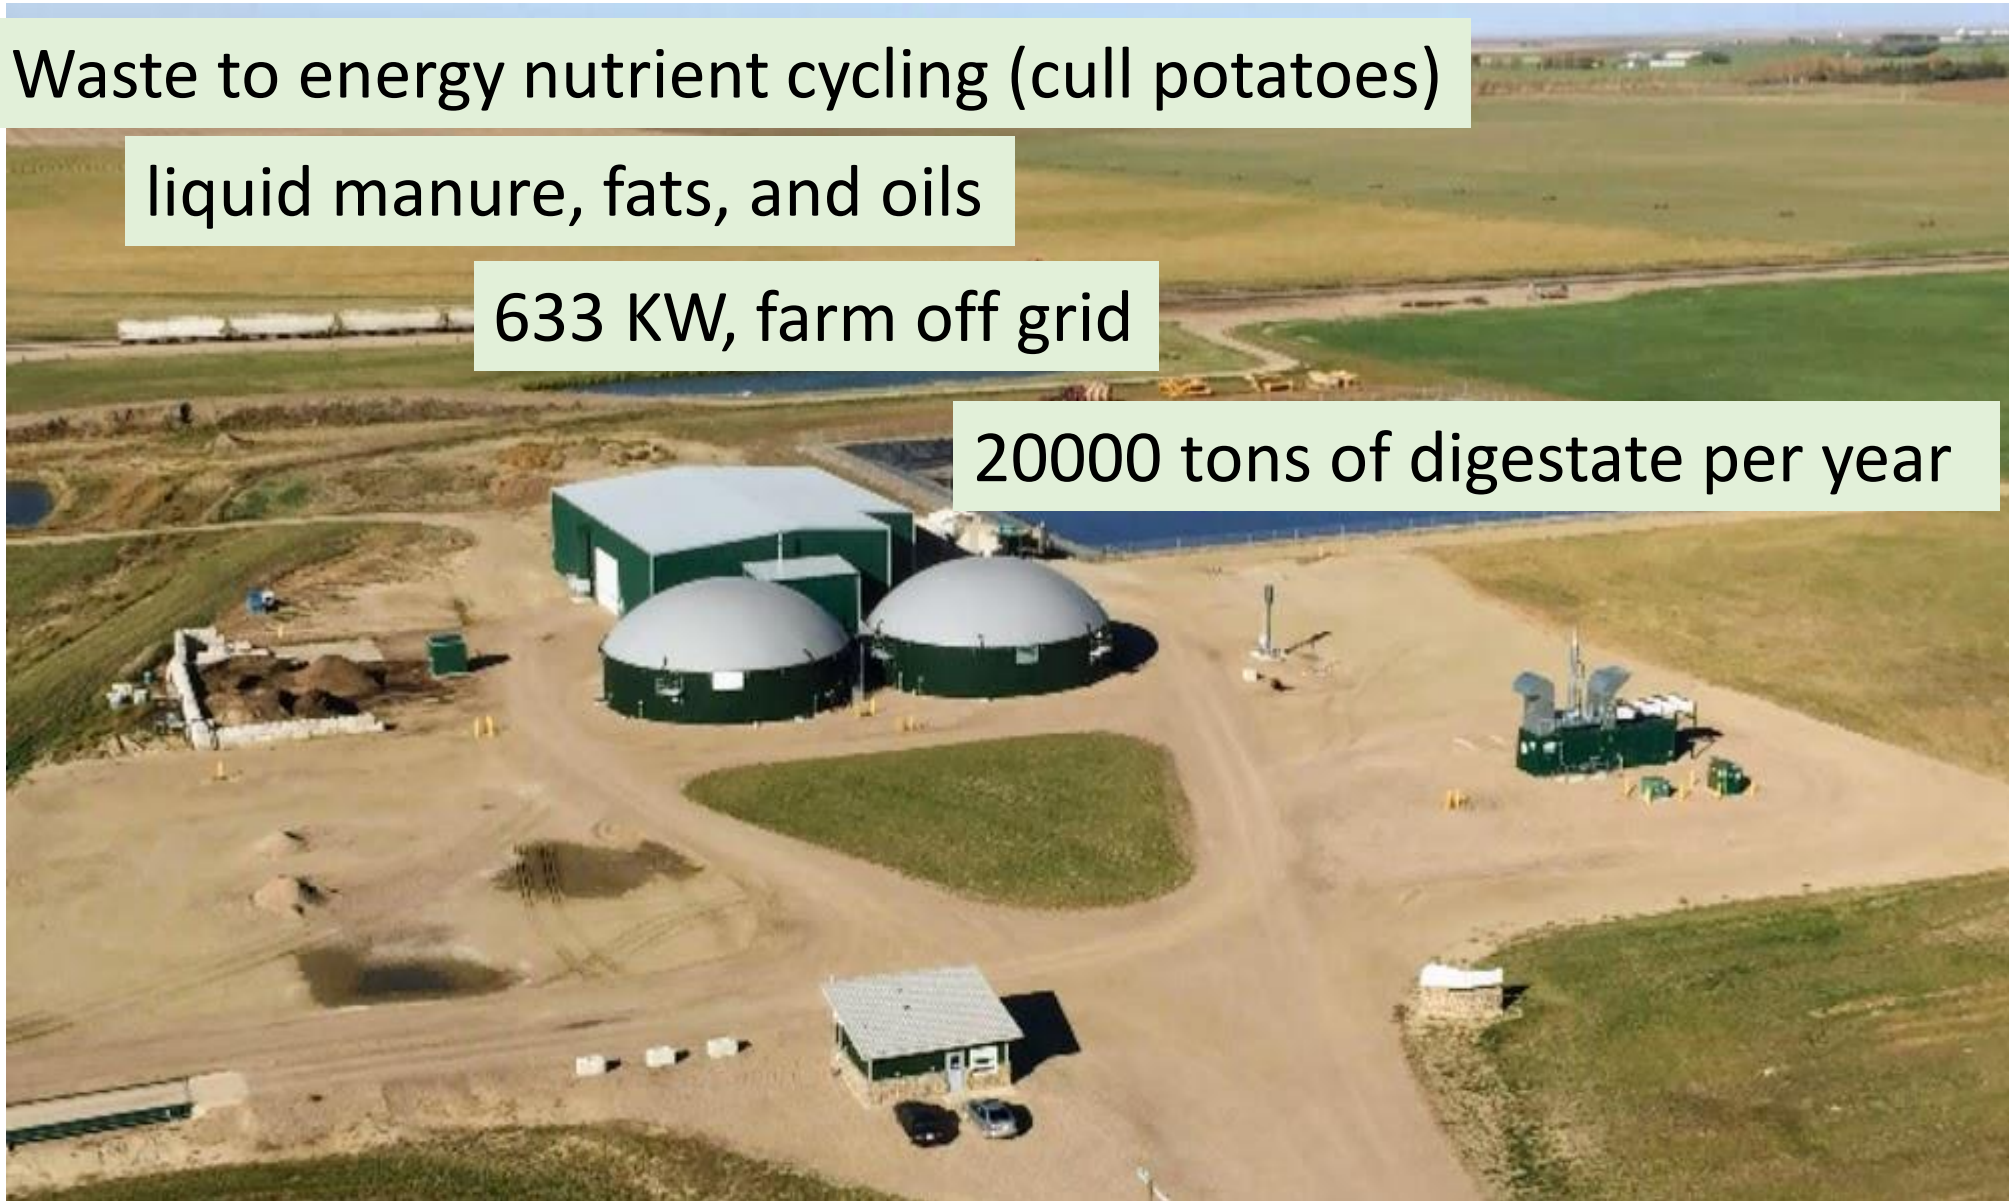 Waste to energy nutrient cycling (cull potatoes)
liquid manure, fats, and oils
633 KW, farm off grid
20000 tons of digestate per year